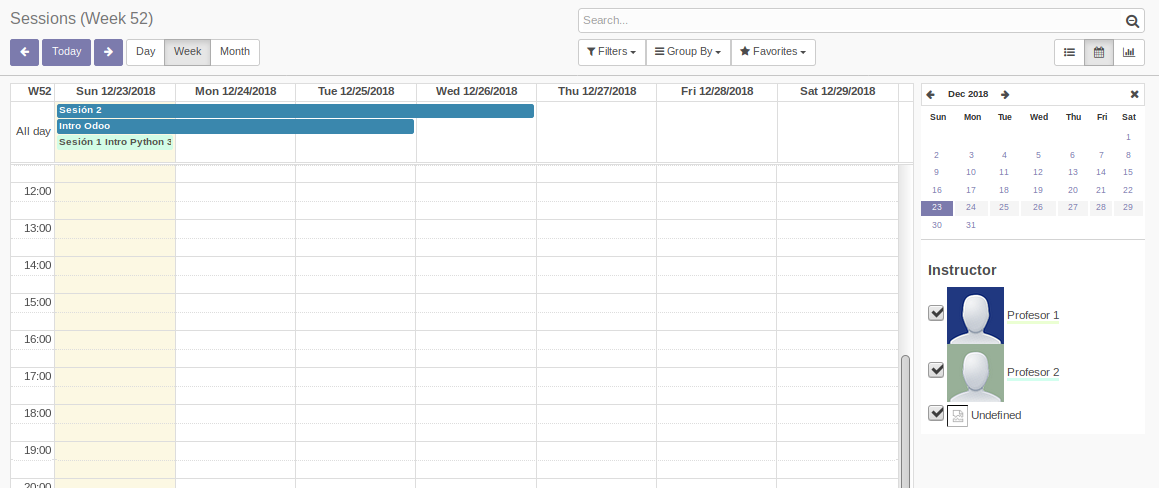 Sessions (Week 52)
Search...
Today
Day
Week
Month
Filters
Group By
Favorites
W52
Sun 12/23/2018
Mon 12/24/2018
Tue 12/25/2018
Wed 12/26/2018
Thu 12/27/2018
Fri 12/28/2018
Sat 12/29/2018
All day
Sesión 2
Intro Odoo
Sesión 1 Intro Python 3
12:00
13:00
14:00
15:00
16:00
17:00
18:00
19:00
20:00
Dec 2018
Sun Mon Tue Wed Thu Fri Sat
1
2 3 4 5 6 7 8
9 10 11 12 13 14 15
16 17 18 19 20 21 22
23 24 25 26 27 28 29
30 31
Instructor
Profesor 1
Profesor 2
Undefined